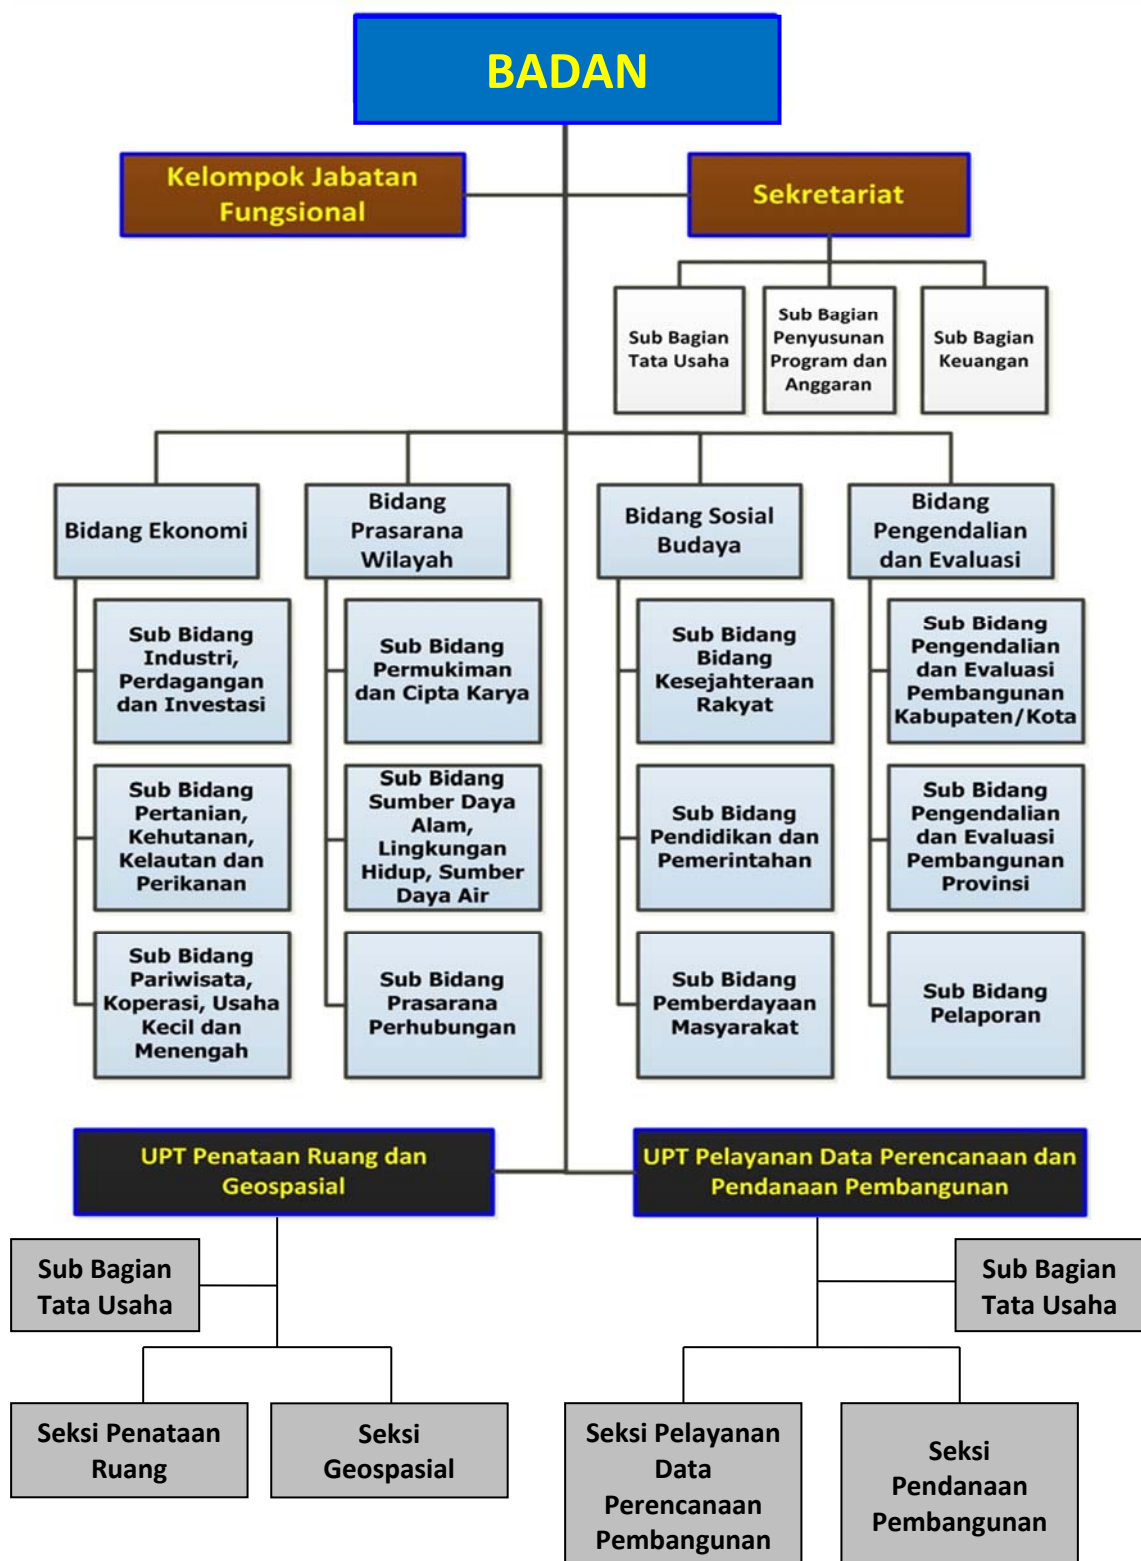 BADAN
Kelompok Jabatan
Fungsional
Sekretariat
Sub Bagian
Tata Usaha
Sub Bagian
Penyusunan
Program dan
Anggaran
Sub Bagian
Keuangan
Bidang Ekonomi
Bidang
Prasarana
Wilayah
Bidang Sosial
Budaya
Bidang
Pengendalian
dan Evaluasi
Sub Bidang
Industri,
Perdagangan
dan Investasi
Sub Bidang
Permukiman
dan Cipta Karya
Sub Bidang
Bidang
Kesejahteraan
Rakyat
Sub Bidang
Pengendalian
dan Evaluasi
Pembangunan
Kabupaten/Kota
Sub Bidang
Pertanian,
Kehutanan,
Kelautan dan
Perikanan
Sub Bidang
Sumber Daya
Alam,
Lingkungan
Hidup, Sumber
Daya Air
Sub Bidang
Pendidikan dan
Pemerintahan
Sub Bidang
Pengendalian
dan Evaluasi
Pembangunan
Provinsi
Sub Bidang
Pariwisata,
Koperasi, Usaha
Kecil dan
Menengah
Sub Bidang
Prasarana
Perhubungan
Sub Bidang
Pemberdayaan
Masyarakat
Sub Bidang
Pelaporan
UPT Penataan Ruang dan
Geospasial
UPT Pelayanan Data Perencanaan dan
Pendanaan Pembangunan
Sub Bagian
Tata Usaha
Sub Bagian
Tata Usaha
Seksi Penataan
Ruang
Seksi
Geospasial
Seksi Pelayanan
Data
Perencanaan
Pembangunan
Seksi
Pendanaan
Pembangunan